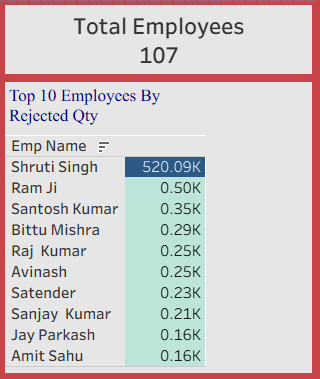 Total Employees
107
Top 10 Employees By
Rejected Qty
Emp Name
Shruti Singh 520.09K
Ram Ji 0.50K
Santosh Kumar 0.35K
Bittu Mishra 0.29K
Raj  Kumar 0.25K
Avinash 0.25K
Satender 0.23K
Sanjay  Kumar 0.21K
Jay Parkash 0.16K
Amit Sahu 0.16K